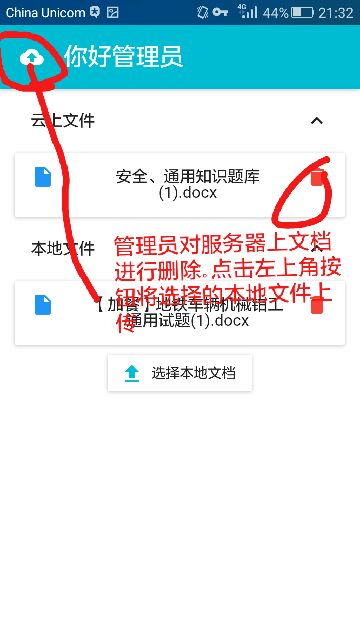 China Unicom 4G 44% 21:32
你好管理员
云上文件
安全、通用知识题库
(1).docx
本地文件
管理员对服务器上文档
进行删除。点击左上角按
钮将选择的本地文件上
传
【加餐】地铁车辆机械钳工
通用试题(1).docx
选择本地文档